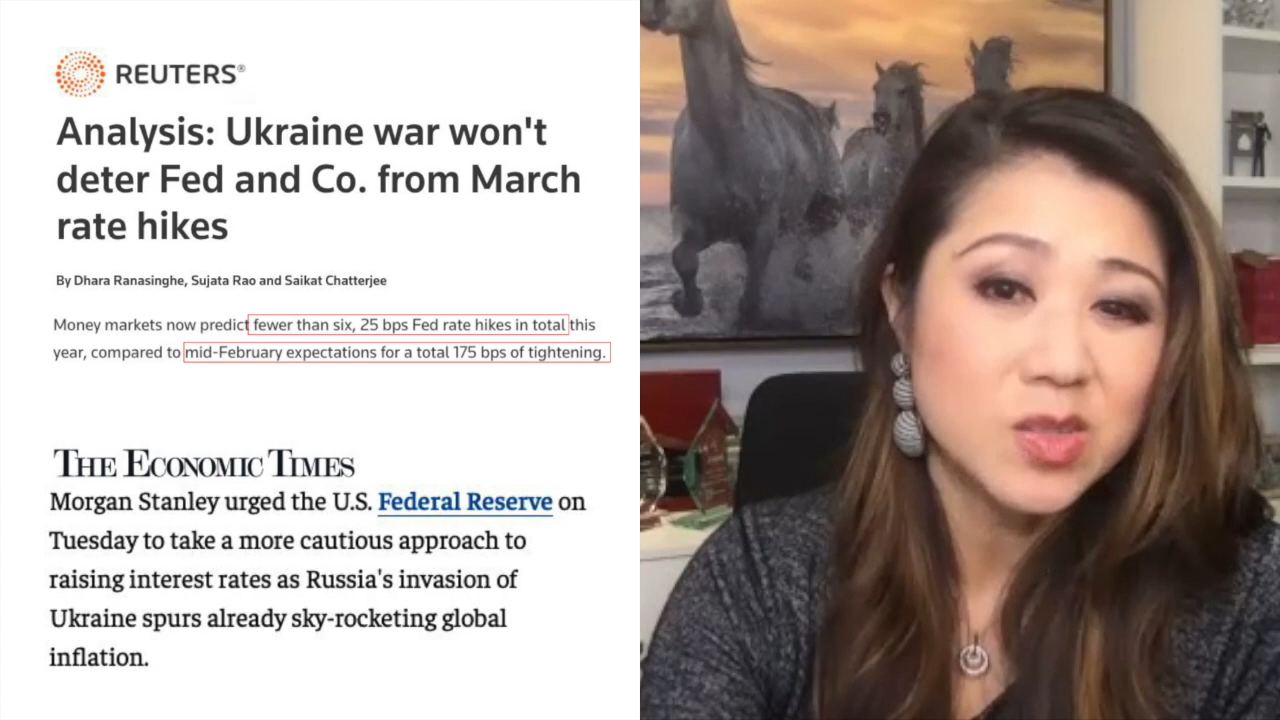 REUTERS®
Analysis: Ukraine war won't
deter Fed and Co. from March
rate hikes
By Dhara Ranasinghe, Sujata Rao and Saikat Chatterjee
Money markets now predict fewer than six, 25 bps Fed rate hikes in total this
year, compared to mid-February expectations for a total 175 bps of tightening.
THE ECONOMIC TIMES
Morgan Stanley urged the U.S. Federal Reserve on
Tuesday to take a more cautious approach to
raising interest rates as Russia's invasion of
Ukraine spurs already sky-rocketing global
inflation.